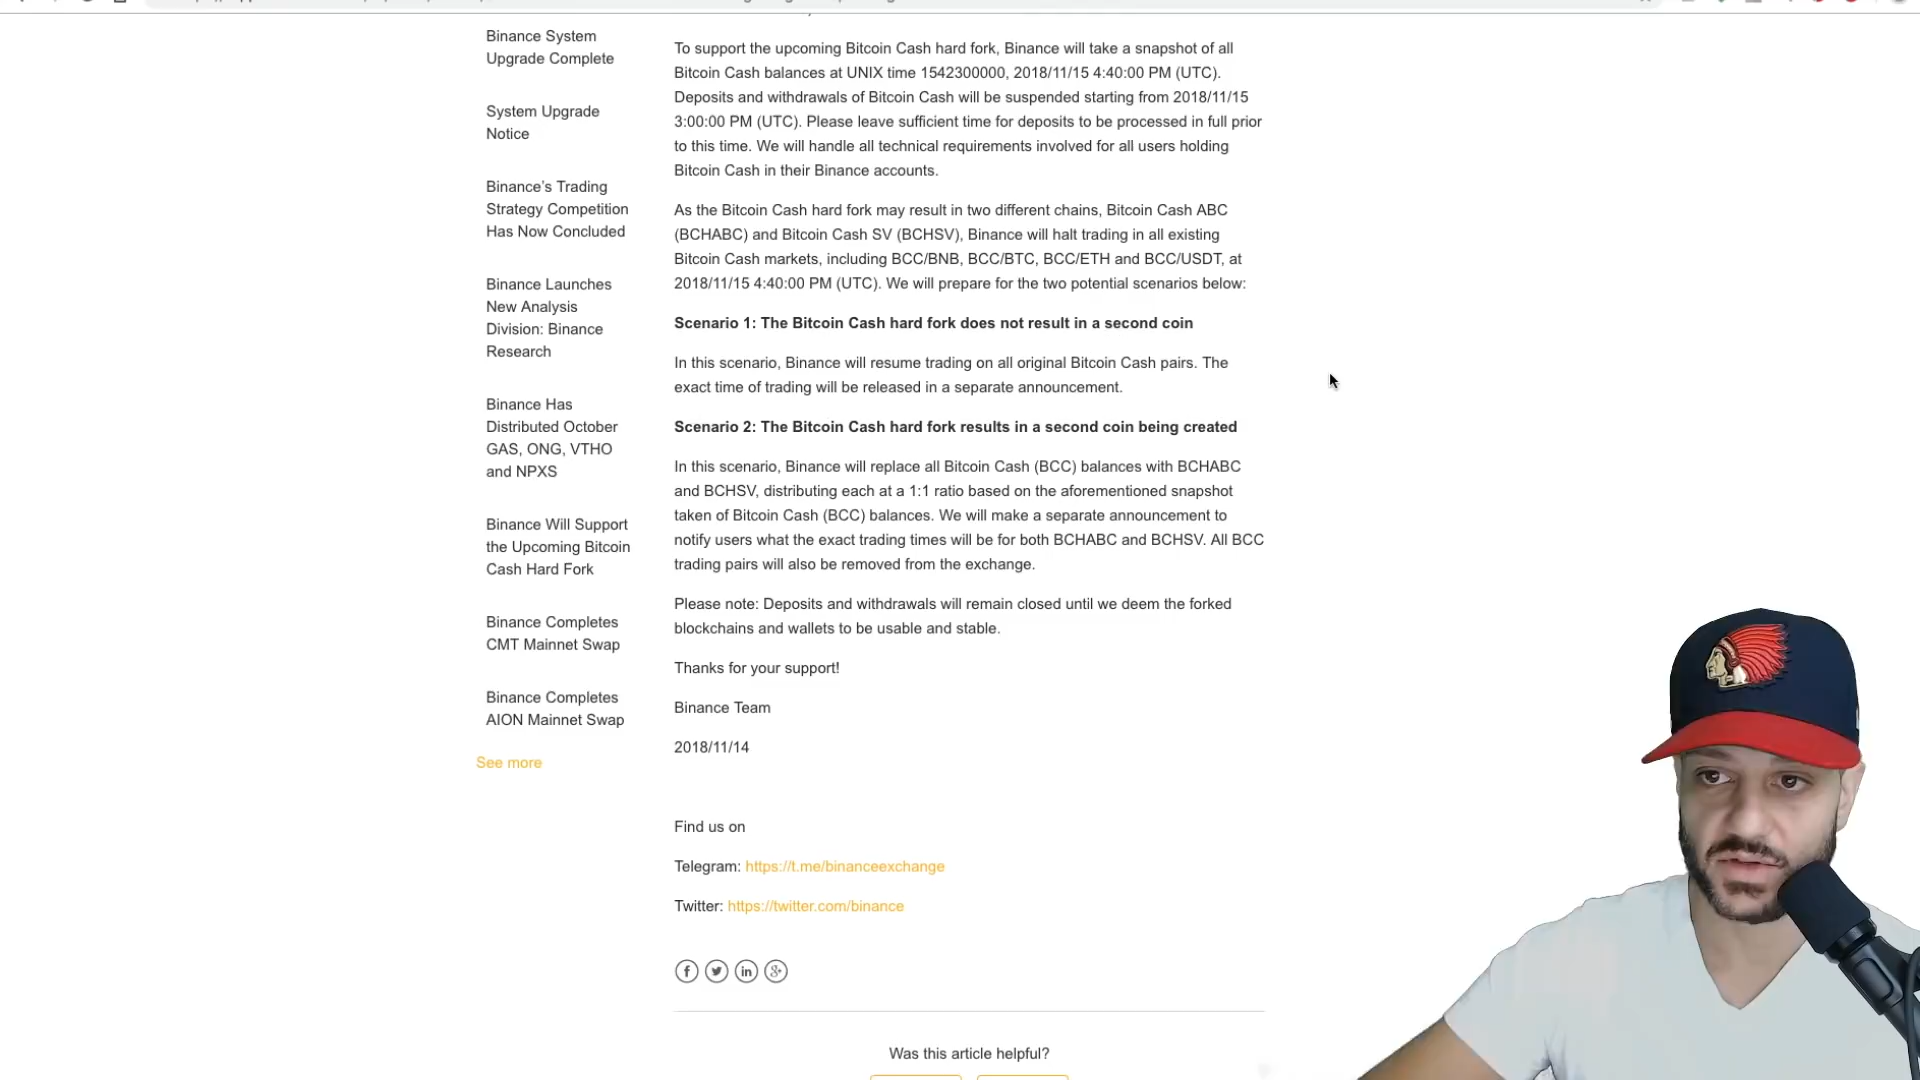 Binance System
Upgrade Complete
System Upgrade
Notice
Binance’s Trading
Strategy Competition
Has Now Concluded
Binance Launches
New Analysis
Division: Binance
Research
Binance Has
Distributed October
GAS, ONG, VTHO
and NPXS
Binance Will Support
the Upcoming Bitcoin
Cash Hard Fork
Binance Completes
CMT Mainnet Swap
Binance Completes
AION Mainnet Swap
See more
To support the upcoming Bitcoin Cash hard fork, Binance will take a snapshot of all
Bitcoin Cash balances at UNIX time 1542300000, 2018/11/15 4:40:00 PM (UTC).
Deposits and withdrawals of Bitcoin Cash will be suspended starting from 2018/11/15
3:00:00 PM (UTC). Please leave sufficient time for deposits to be processed in full prior
to this time. We will handle all technical requirements involved for all users holding
Bitcoin Cash in their Binance accounts.
As the Bitcoin Cash hard fork may result in two different chains, Bitcoin Cash ABC
(BCHABC) and Bitcoin Cash SV (BCHSV), Binance will halt trading in all existing
Bitcoin Cash markets, including BCC/BNB, BCC/BTC, BCC/ETH and BCC/USDT, at
2018/11/15 4:40:00 PM (UTC). We will prepare for the two potential scenarios below:
Scenario 1: The Bitcoin Cash hard fork does not result in a second coin
In this scenario, Binance will resume trading on all original Bitcoin Cash pairs. The
exact time of trading will be released in a separate announcement.
Scenario 2: The Bitcoin Cash hard fork results in a second coin being created
In this scenario, Binance will replace all Bitcoin Cash (BCC) balances with BCHABC
and BCHSV, distributing each at a 1:1 ratio based on the aforementioned snapshot
taken of Bitcoin Cash (BCC) balances. We will make a separate announcement to
notify users what the exact trading times will be for both BCHABC and BCHSV. All BCC
trading pairs will also be removed from the exchange.
Please note: Deposits and withdrawals will remain closed until we deem the forked
blockchains and wallets to be usable and stable.
Thanks for your support!
Binance Team
2018/11/14
Find us on
Telegram: https://t.me/binanceexchange
Twitter: https://twitter.com/binance
Was this article helpful?